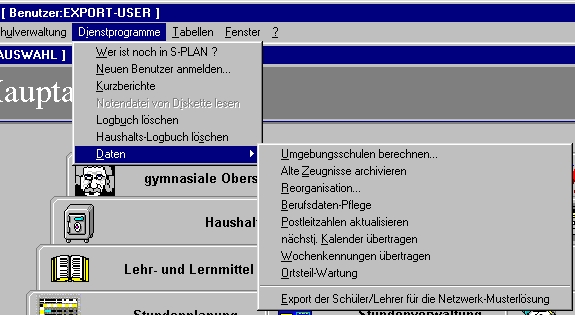 [ Benutzer:EXPORT-USER ]
hulverwaltung Dienstprogramme Tabellen Fenster ?
AUSWAHL ]
Haupta
Wer ist noch in S-PLAN ?
Neuen Benutzer anmelden...
Kurzberichte
Notendatei von Diskette lesen
Logbuch löschen
Haushalts-Logbuch löschen
Daten
Umgebungsschulen berechnen...
Alte Zeugnisse archivieren
Reorganisation...
Berufsdaten-Pflege
Postleitzahlen aktualisieren
nächstj. Kalender übertragen
Wochenkennungen übertragen
Ortsteil-Wartung
Export der Schüler/Lehrer für die Netzwerk-Musterlösung
gymnasiale Obers
Haushal
Lehr- und Lernmittel
Stundenplanung
Stundenverwaltung